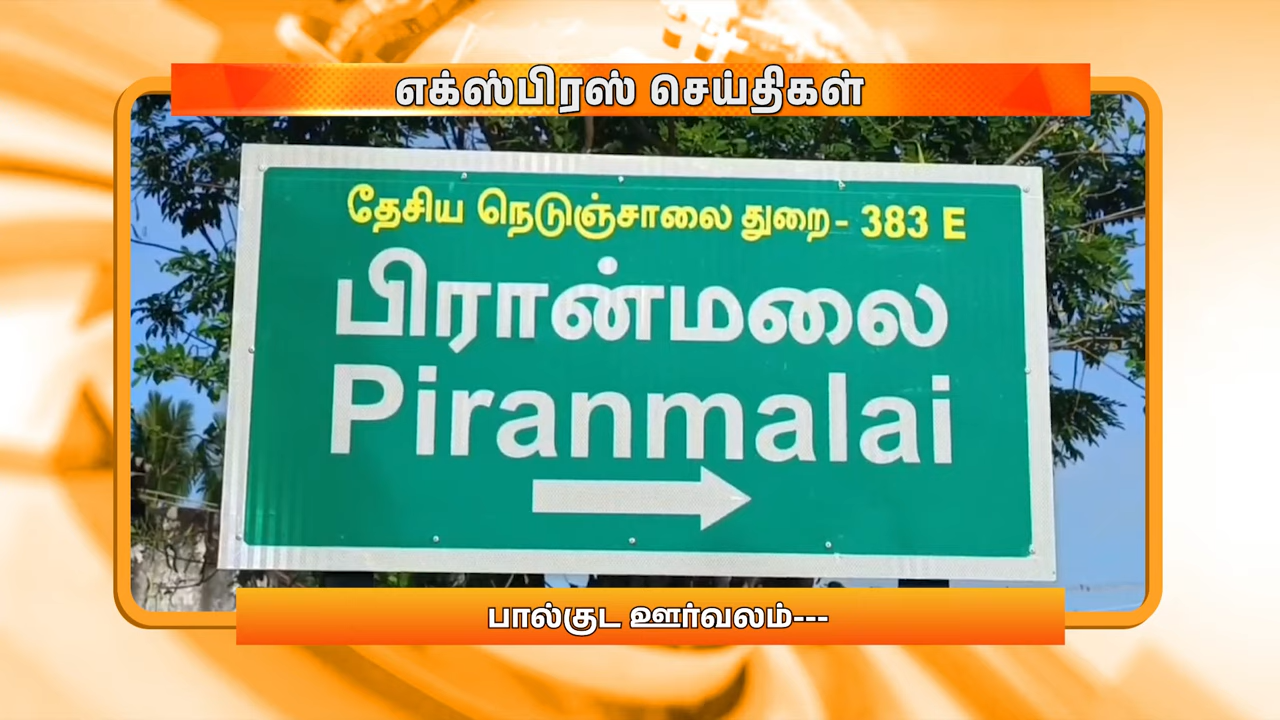 எக்ஸ்பிரஸ் செய்திகள்
தேசிய நெடுஞ்சாலை துறை - 383 E
பிரான்மலை
Piranmalai
பால்குட ஊர்வலம்---